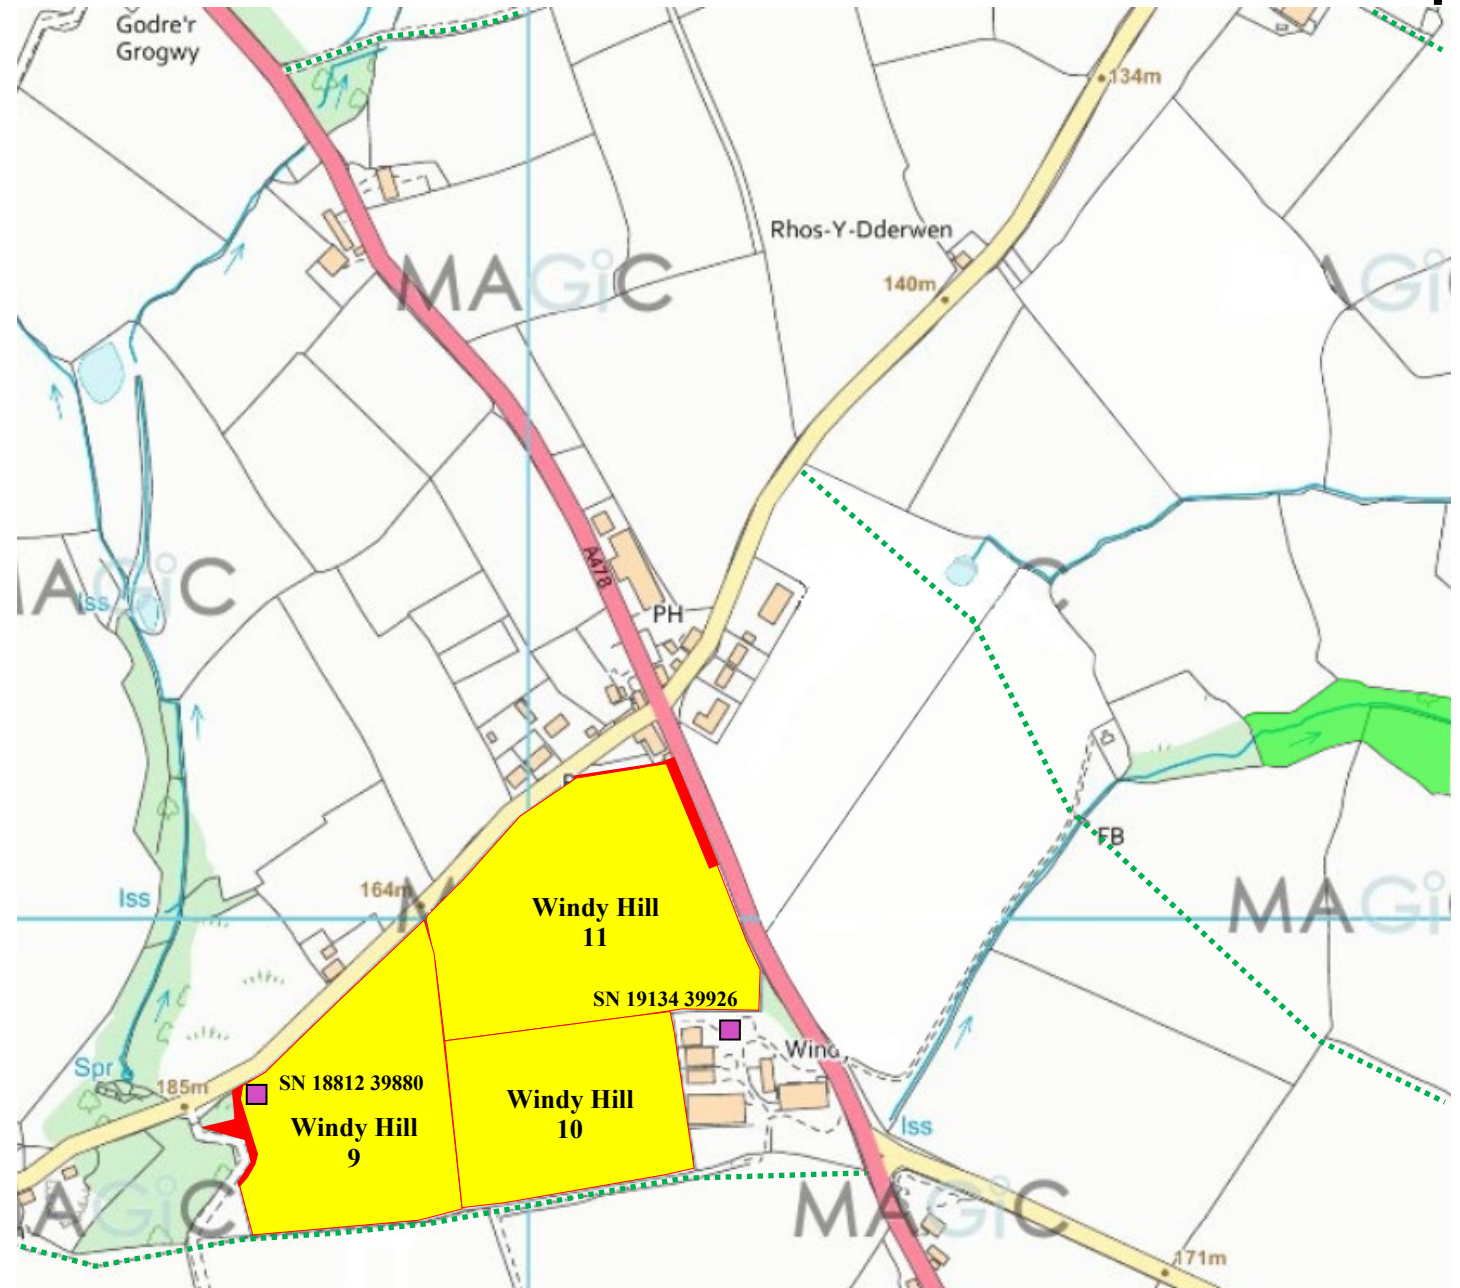 Godre'r
Grogwy
134m
Rhos-Y-Dderwen
140m
MAGiC
MAGiC
A478
Iss
PH
164m
FB
Iss
Windy Hill
11
SN 19134 39926
Spr
185m
SN 18812 39880
Windy Hill
9
Windy Hill
10
Wind
Iss
MAGiC
171m